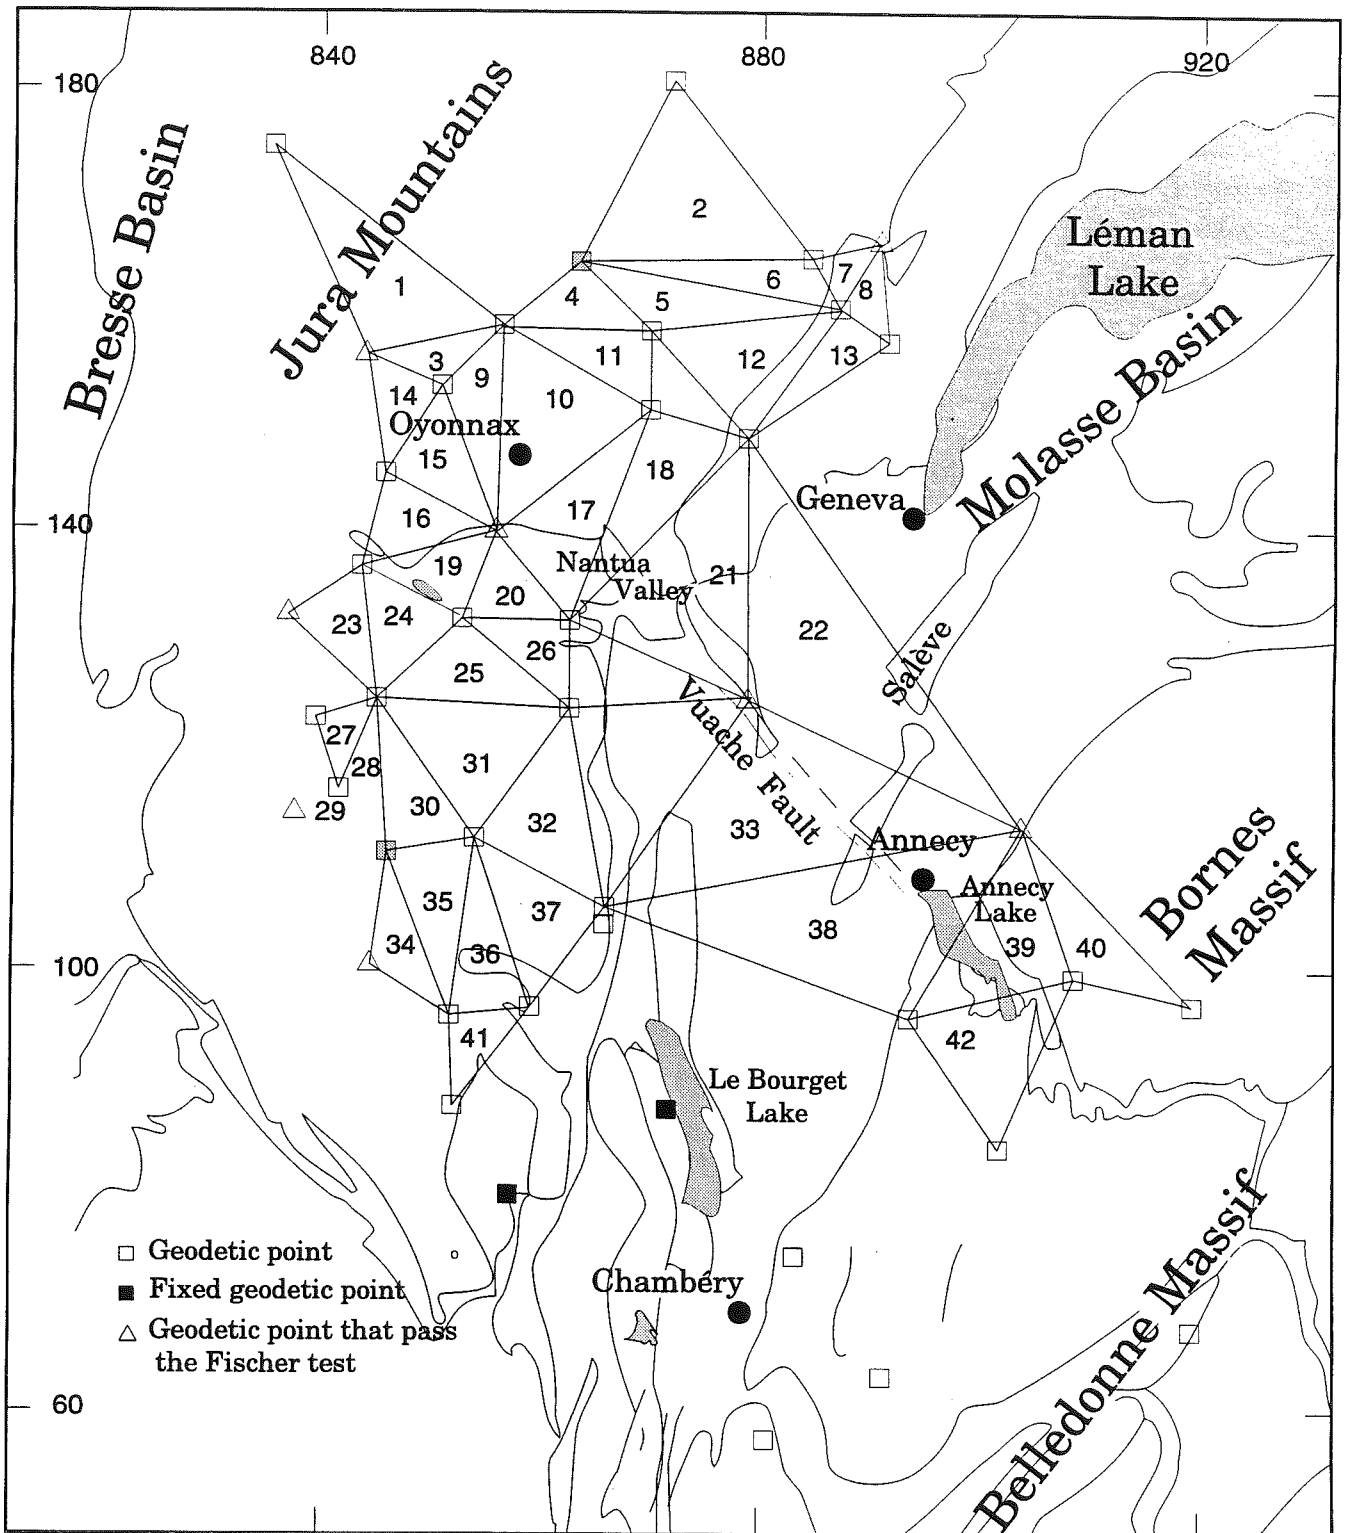 840
880
920
180
140
100
60
Bresse Basin
Jura Mountains
Léman
Lake
Molasse Basin
2
6
7
8
1
4
5
3
9
11
12
13
14
10
Oyonnax
15
18
Geneva
16
17
19
Nantua
Valley
20
21
23
24
22
26
25
Salève
27
28
31
Vuache Fault
29
30
32
33
Annecy
Bornes
Massif
35
37
Annecy
Lake
34
36
38
39
40
41
42
Le Bourget
Lake
Chambéry
Belledonne Massif
Geodetic point
Fixed geodetic point
Geodetic point that pass
the Fischer test